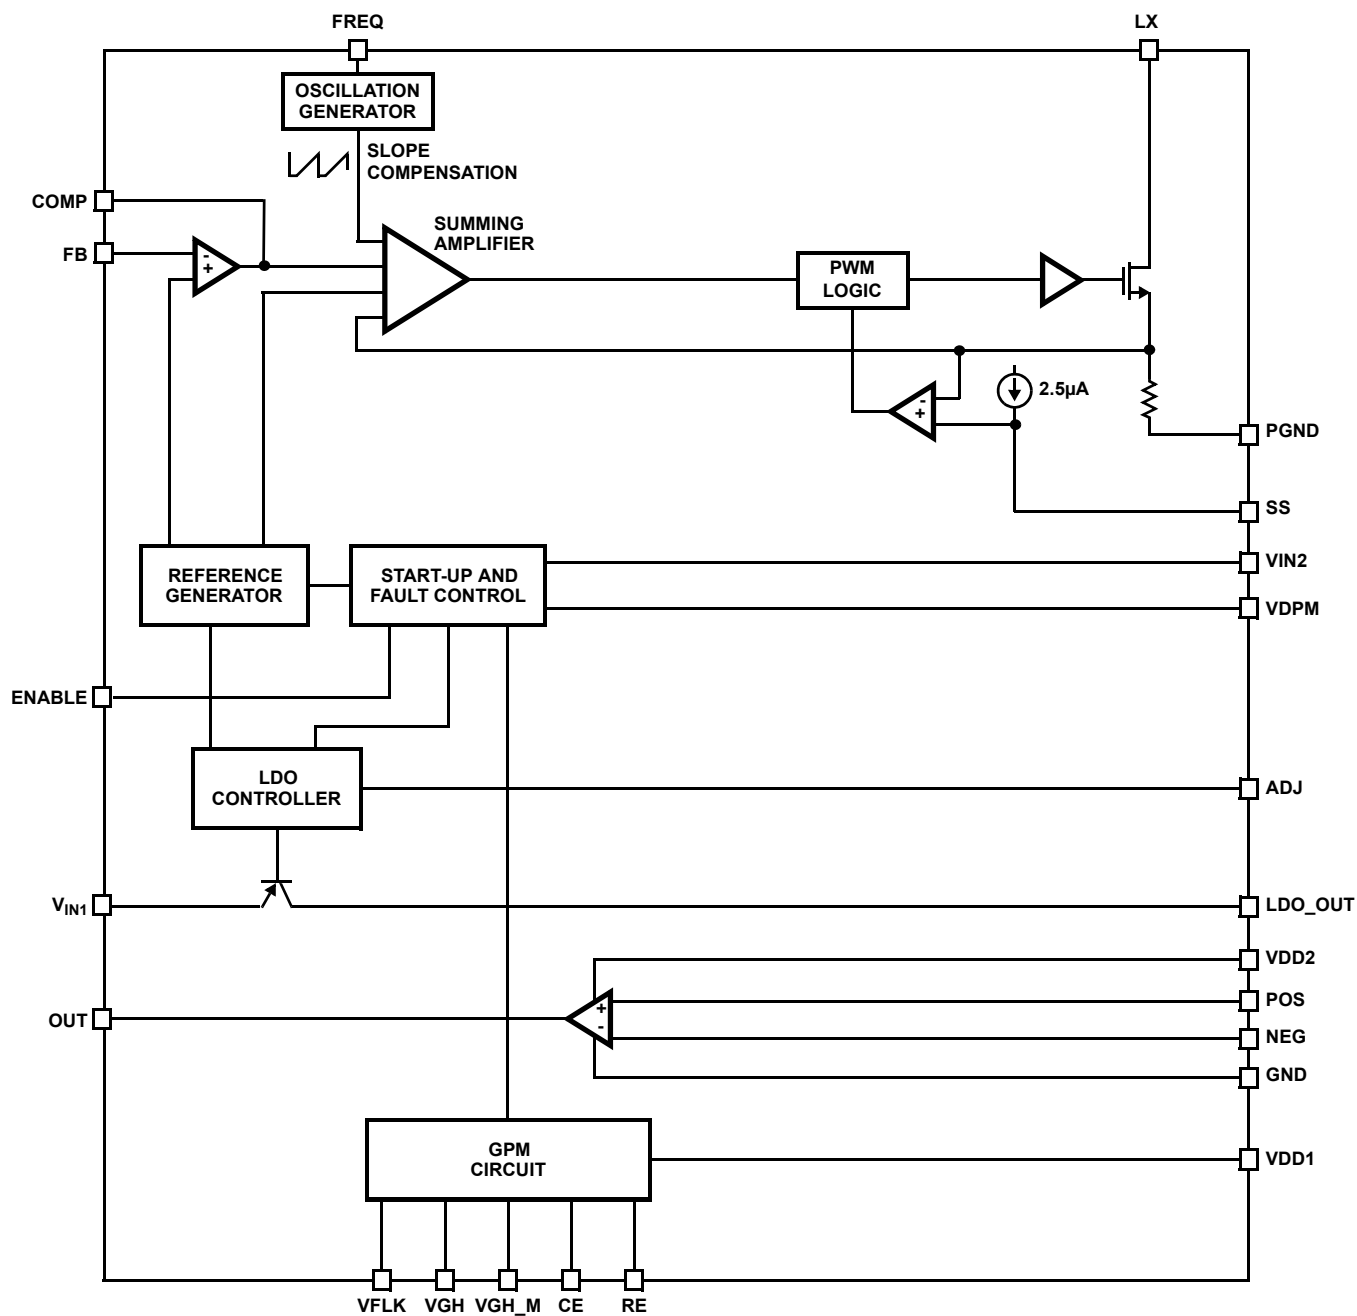 FREQ
LX
OSCILLATION
GENERATOR
SLOPE
COMPENSATION
COMP
SUMMING
AMPLIFIER
FB
-
+
PWM
LOGIC
-
+
2.5µA
PGND
SS
VIN2
REFERENCE
GENERATOR
START-UP AND
FAULT CONTROL
VDPM
ENABLE
LDO
CONTROLLER
ADJ
VIN1
LDO_OUT
VDD2
POS
+
-
OUT
NEG
GND
GPM
CIRCUIT
VDD1
VFLK
VGH
VGH_M
CE
RE